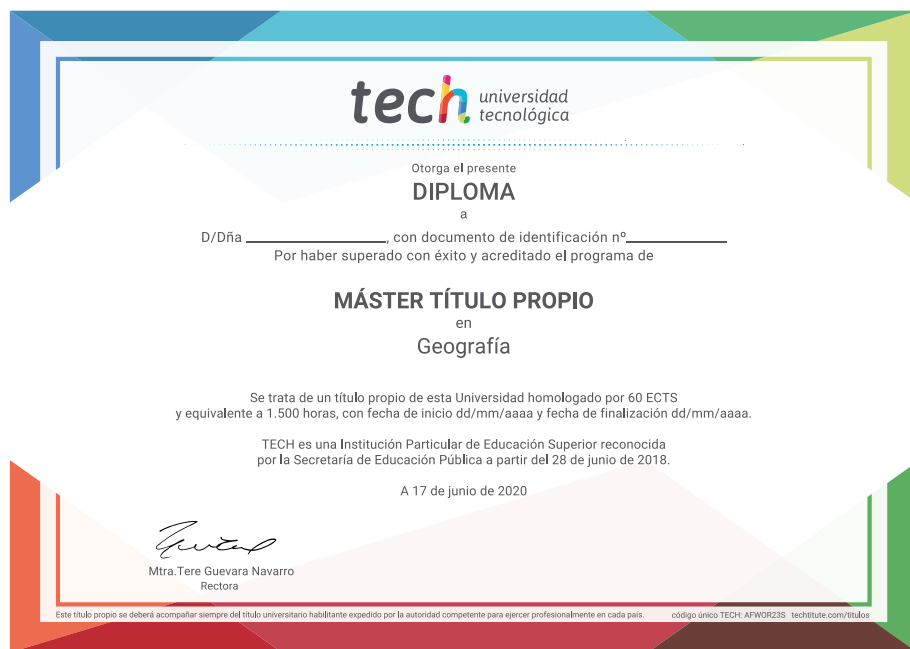 tech universidad
tecnológica
Otorga el presente
DIPLOMA
a
D/Dña ________________, con documento de identificación nº____________
Por haber superado con éxito y acreditado el programa de
MÁSTER TÍTULO PROPIO
en
Geografía
Se trata de un título propio de esta Universidad homologado por 60 ECTS
y equivalente a 1.500 horas, con fecha de inicio dd/mm/aaaa y fecha de finalización dd/mm/aaaa.
TECH es una Institución Particular de Educación Superior reconocida
por la Secretaría de Educación Pública a partir del 28 de junio de 2018.
A 17 de junio de 2020
Mtra.Tere Guevara Navarro
Rectora
Este título propio se deberá acompañar siempre del título universitario habilitante expedido por la autoridad competente para ejercer profesionalmente en cada país. código único TECH: AFWOR23S techtitute.com/titulos